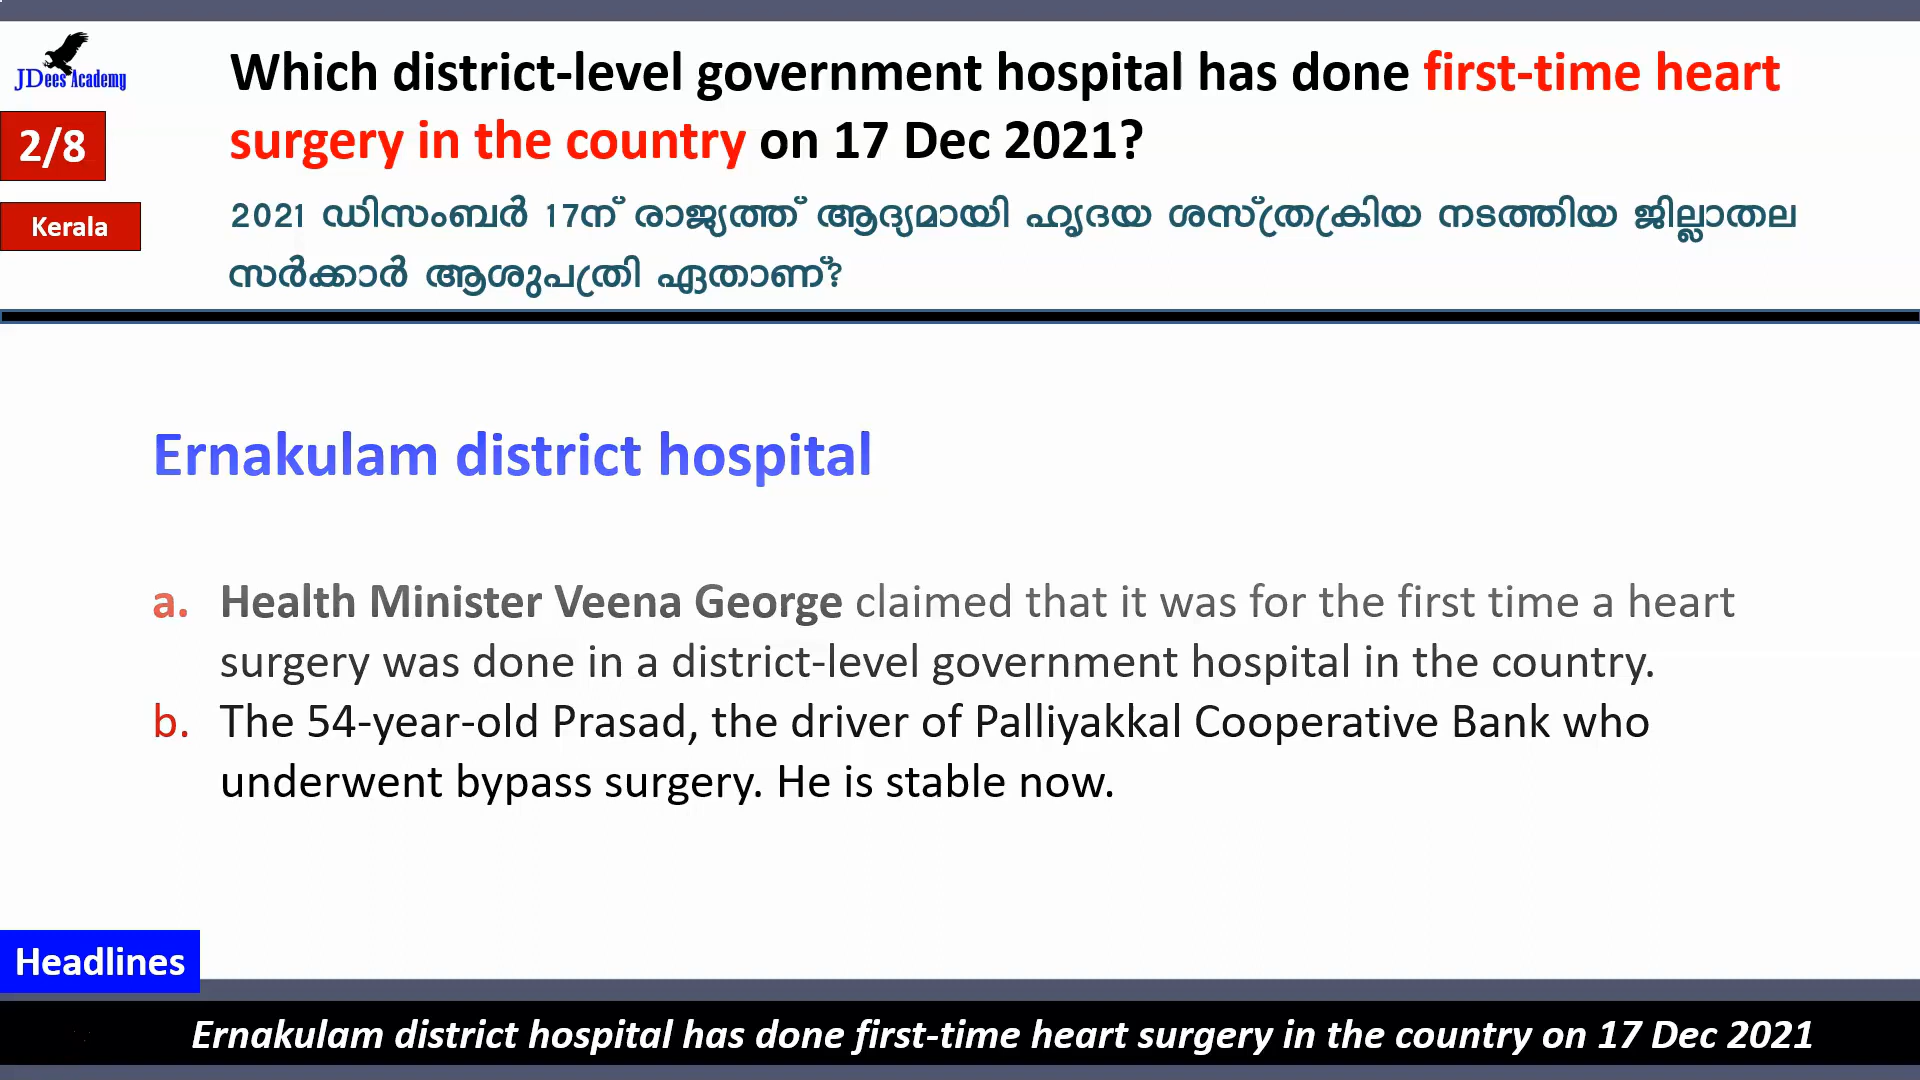 JDees Academy
Which district-level government hospital has done first-time heart
surgery in the country on 17 Dec 2021?
2/8
Kerala
2021 ഡിസംബർ 17ന് രാജ്യത്ത് ആദ്യമായി ഹൃദയ ശസ്ത്രക്രിയ നടത്തിയ ജില്ലാതല
സർക്കാർ ആശുപത്രി ഏതാണ്?
Ernakulam district hospital
a. Health Minister Veena George claimed that it was for the first time a heart
surgery was done in a district-level government hospital in the country.
b. The 54-year-old Prasad, the driver of Palliyakkal Cooperative Bank who
underwent bypass surgery. He is stable now.
Headlines
Ernakulam district hospital has done first-time heart surgery in the country on 17 Dec 2021